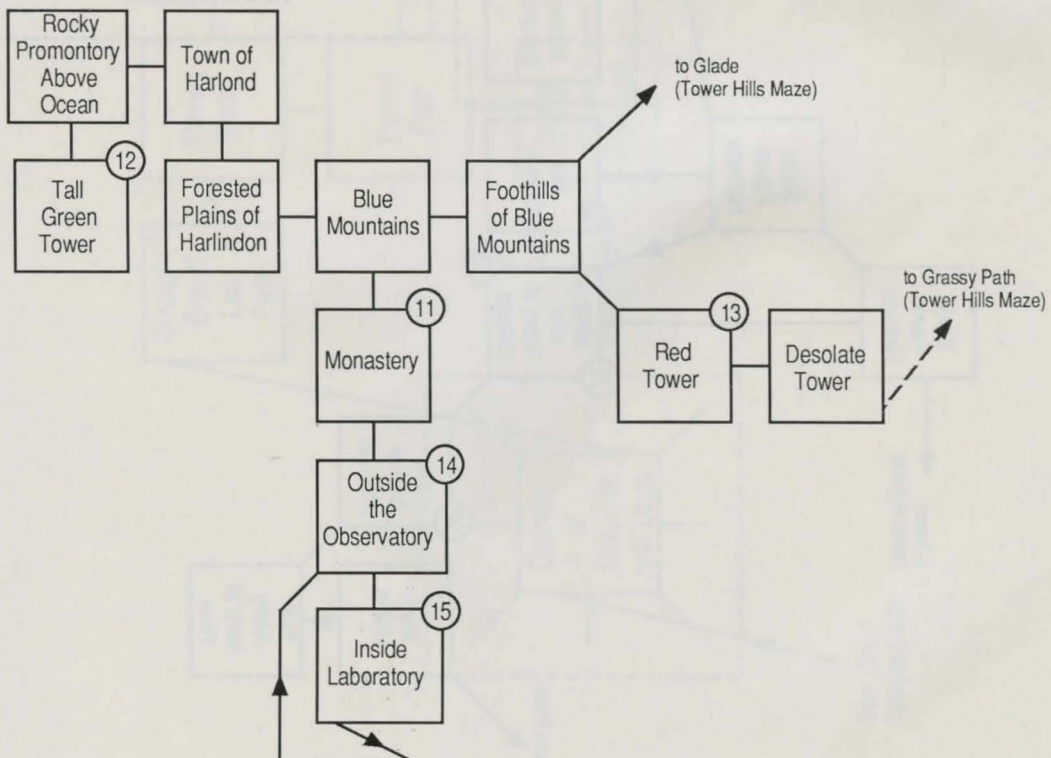 Rocky
Promontory
Above
Ocean
Town of
Harlond
to Glade
(Tower Hills Maze)
12
Tall
Green
Tower
Forested
Plains of
Harlindon
Blue
Mountains
Foothills
of Blue
Mountains
to Grassy Path
(Tower Hills Maze)
11
Monastery
13
Red
Tower
Desolate
Tower
14
Outside
the
Observatory
15
Inside
Laboratory